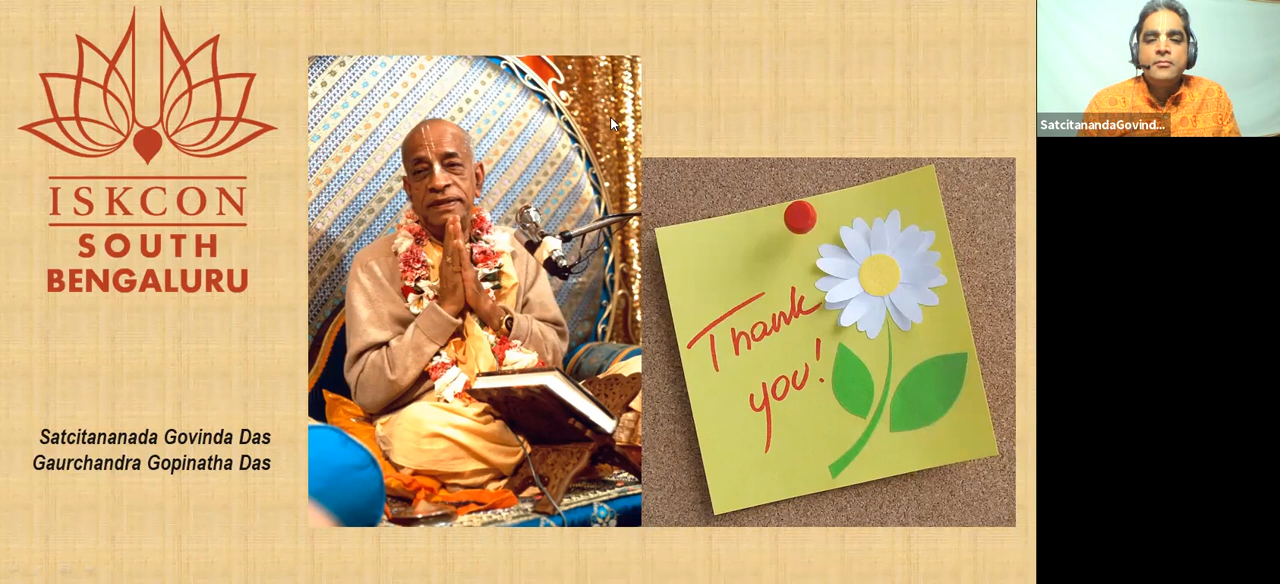 ISKCON
SOUTH
BENGALURU
Satcitananada Govinda Das
Gaurchandra Gopinatha Das
Thank
you!
SatcitanandaGovind...